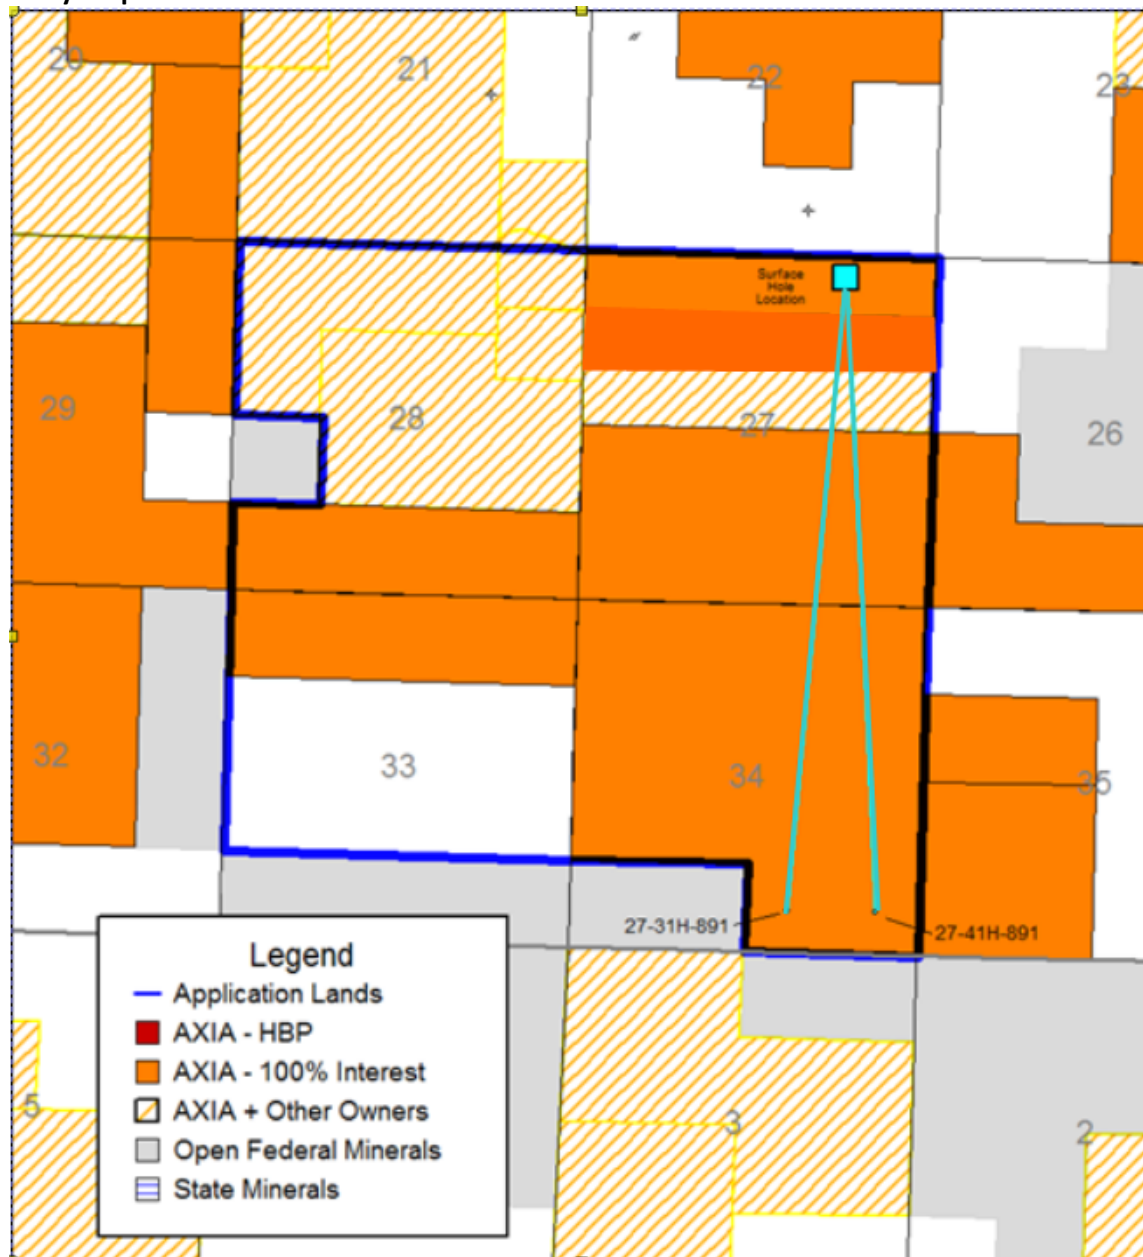 20
21
22
23
Surface
Hole
Location
29
28
27
26
32
33
34
35
27-31H-891
27-41H-891
Legend
Application Lands
AXIA - HBP
AXIA - 100% Interest
AXIA + Other Owners
Open Federal Minerals
State Minerals
5
3
2